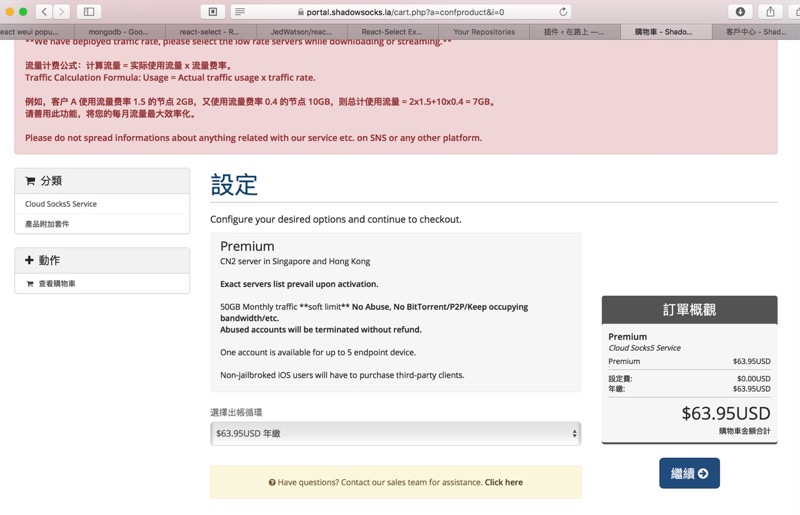 portal.shadowsocks.la/cart.php?a=confproduct&i=0
eact weui popu...
mongodb - Goo...
react-select - R...
JedWatson/reac...
React-Select Ex...
Your Repositories
插件 ‹ 在路上 —...
購物車 - Shado...
客戶中心 - Shad...
**We have deployed traffic rate, please select the low rate servers while downloading or streaming.**
流量计费公式：计算流量 = 实际使用流量 x 流量费率。
Traffic Calculation Formula: Usage = Actual traffic usage x traffic rate.
例如，客户 A 使用流量费率 1.5 的节点 2GB，又使用流量费率 0.4 的节点 10GB，则总计使用流量 = 2x1.5+10x0.4 = 7GB。
请善用此功能，将您的每月流量最大效率化。
Please do not spread informations about anything related with our service etc. on SNS or any other platform.
分類
Cloud Socks5 Service
產品附加套件
動作
查看購物車
設定
Configure your desired options and continue to checkout.
Premium
CN2 server in Singapore and Hong Kong
Exact servers list prevail upon activation.
50GB Monthly traffic **soft limit** No Abuse, No BitTorrent/P2P/Keep occupying
bandwidth/etc.
Abused accounts will be terminated without refund.
One account is available for up to 5 endpoint device.
Non-jailbroked iOS users will have to purchase third-party clients.
選擇出帳循環
$63.95USD 年繳
Have questions? Contact our sales team for assistance. Click here
訂單概觀
Premium
Cloud Socks5 Service
Premium $63.95USD
設定費: $0.00USD
年繳: $63.95USD
$63.95USD
購物車金額合計
繼續